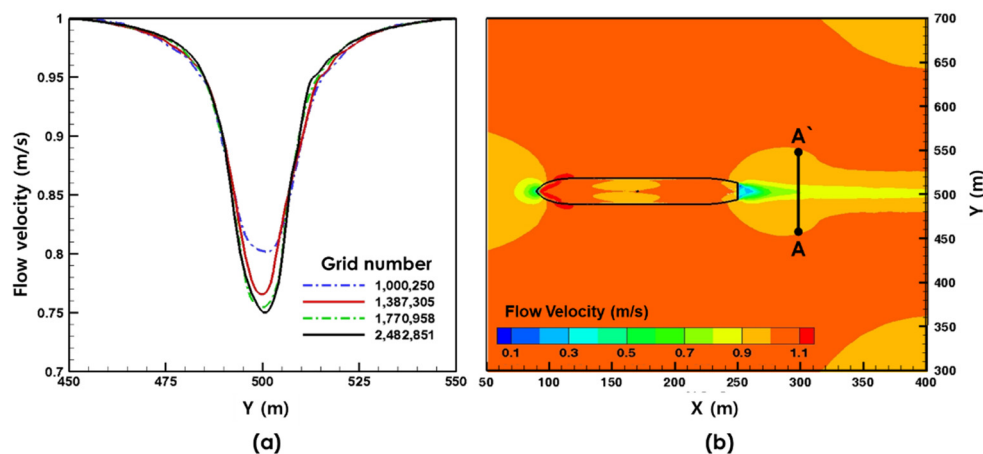 1
0.95
0.9
0.85
0.8
0.75
0.7
Flow velocity (m/s)
Grid number
1,000,250
1,387,305
1,770,958
2,482,851
450
475
500
525
550
Y (m)
(a)
700
650
600
550
500
450
400
350
300
Y (m)
A`
A
Flow Velocity (m/s)
0.1 0.3 0.5 0.7 0.9 1.1
50 100 150 200 250 300 350 400
X (m)
(b)